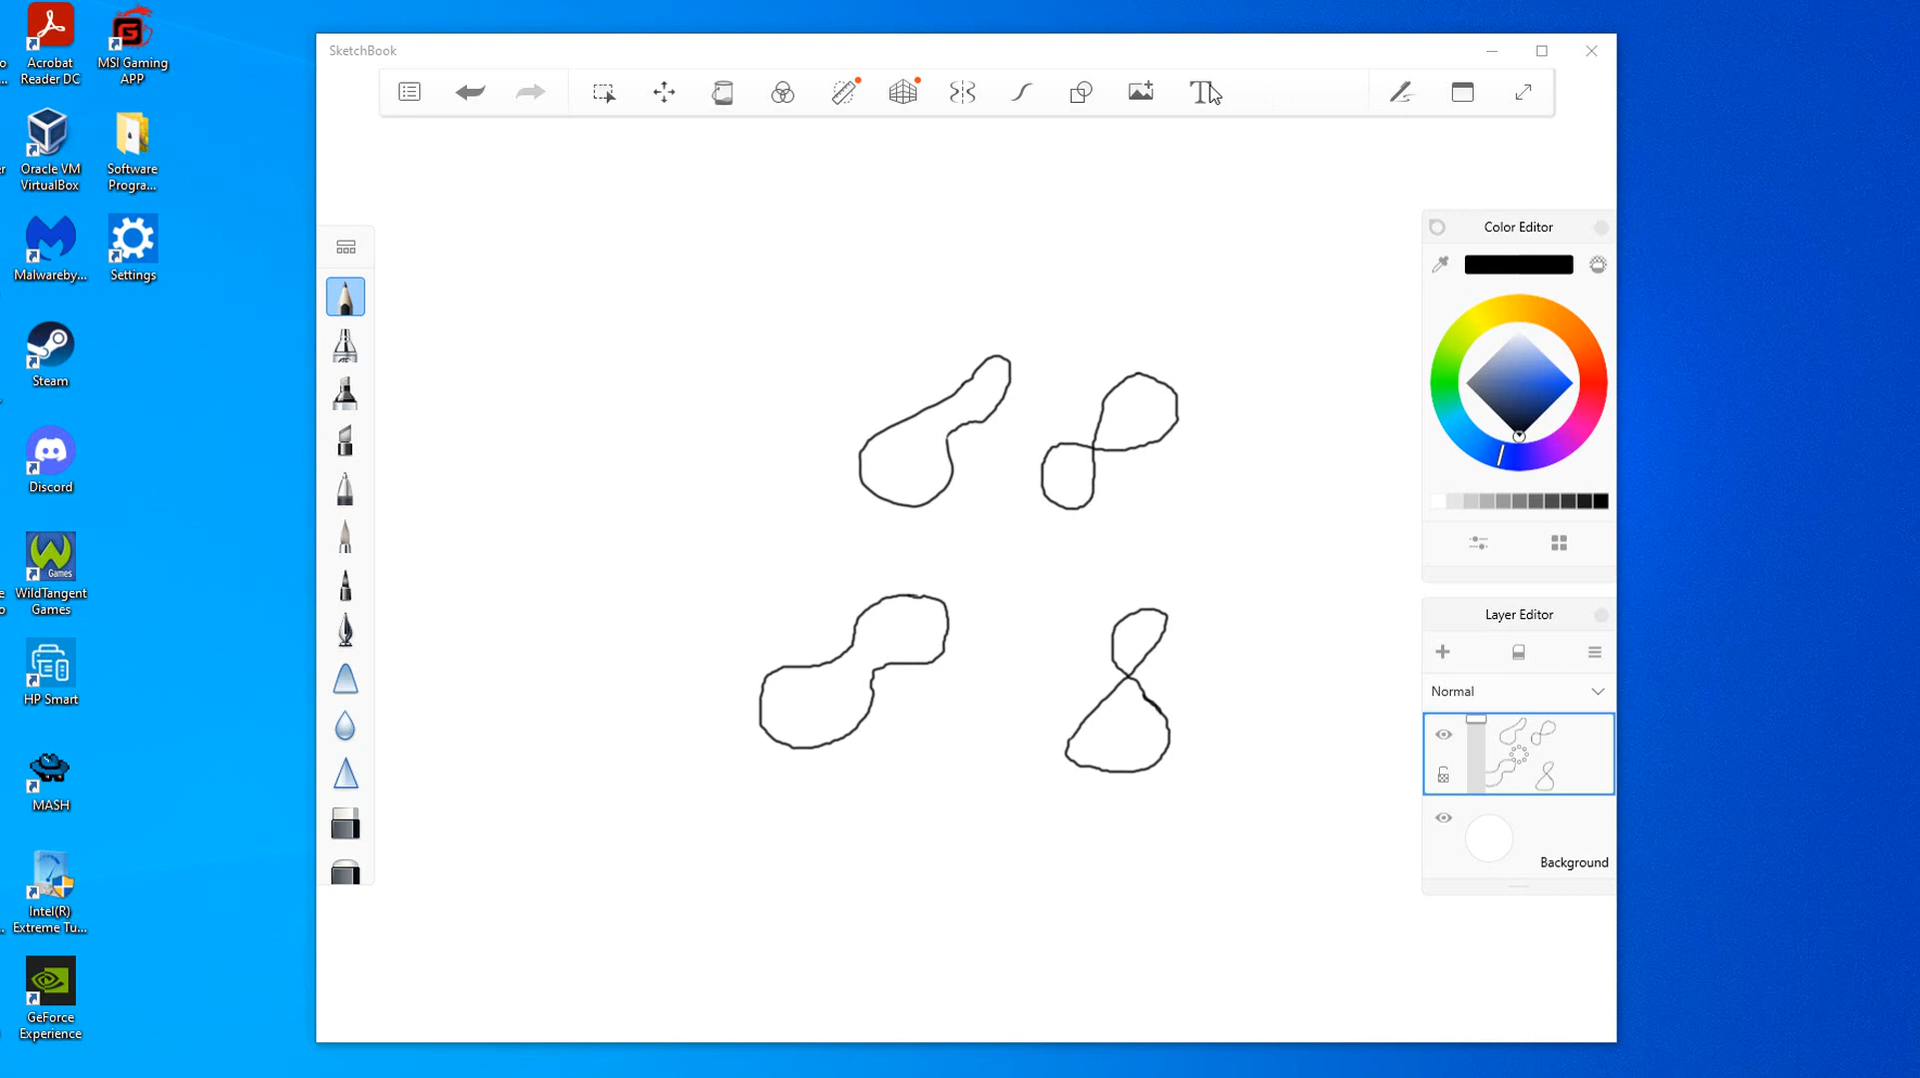 SketchBook
Acrobat
Reader DC
MSI Gaming
APP
Oracle VM
VirtualBox
Software
Progra...
Malwareby...
Settings
Steam
Discord
Games
WildTangent
Games
HP Smart
MASH
Intel(R)
Extreme Tu...
GeForce
Experience
T
Color Editor
Layer Editor
Normal
Background